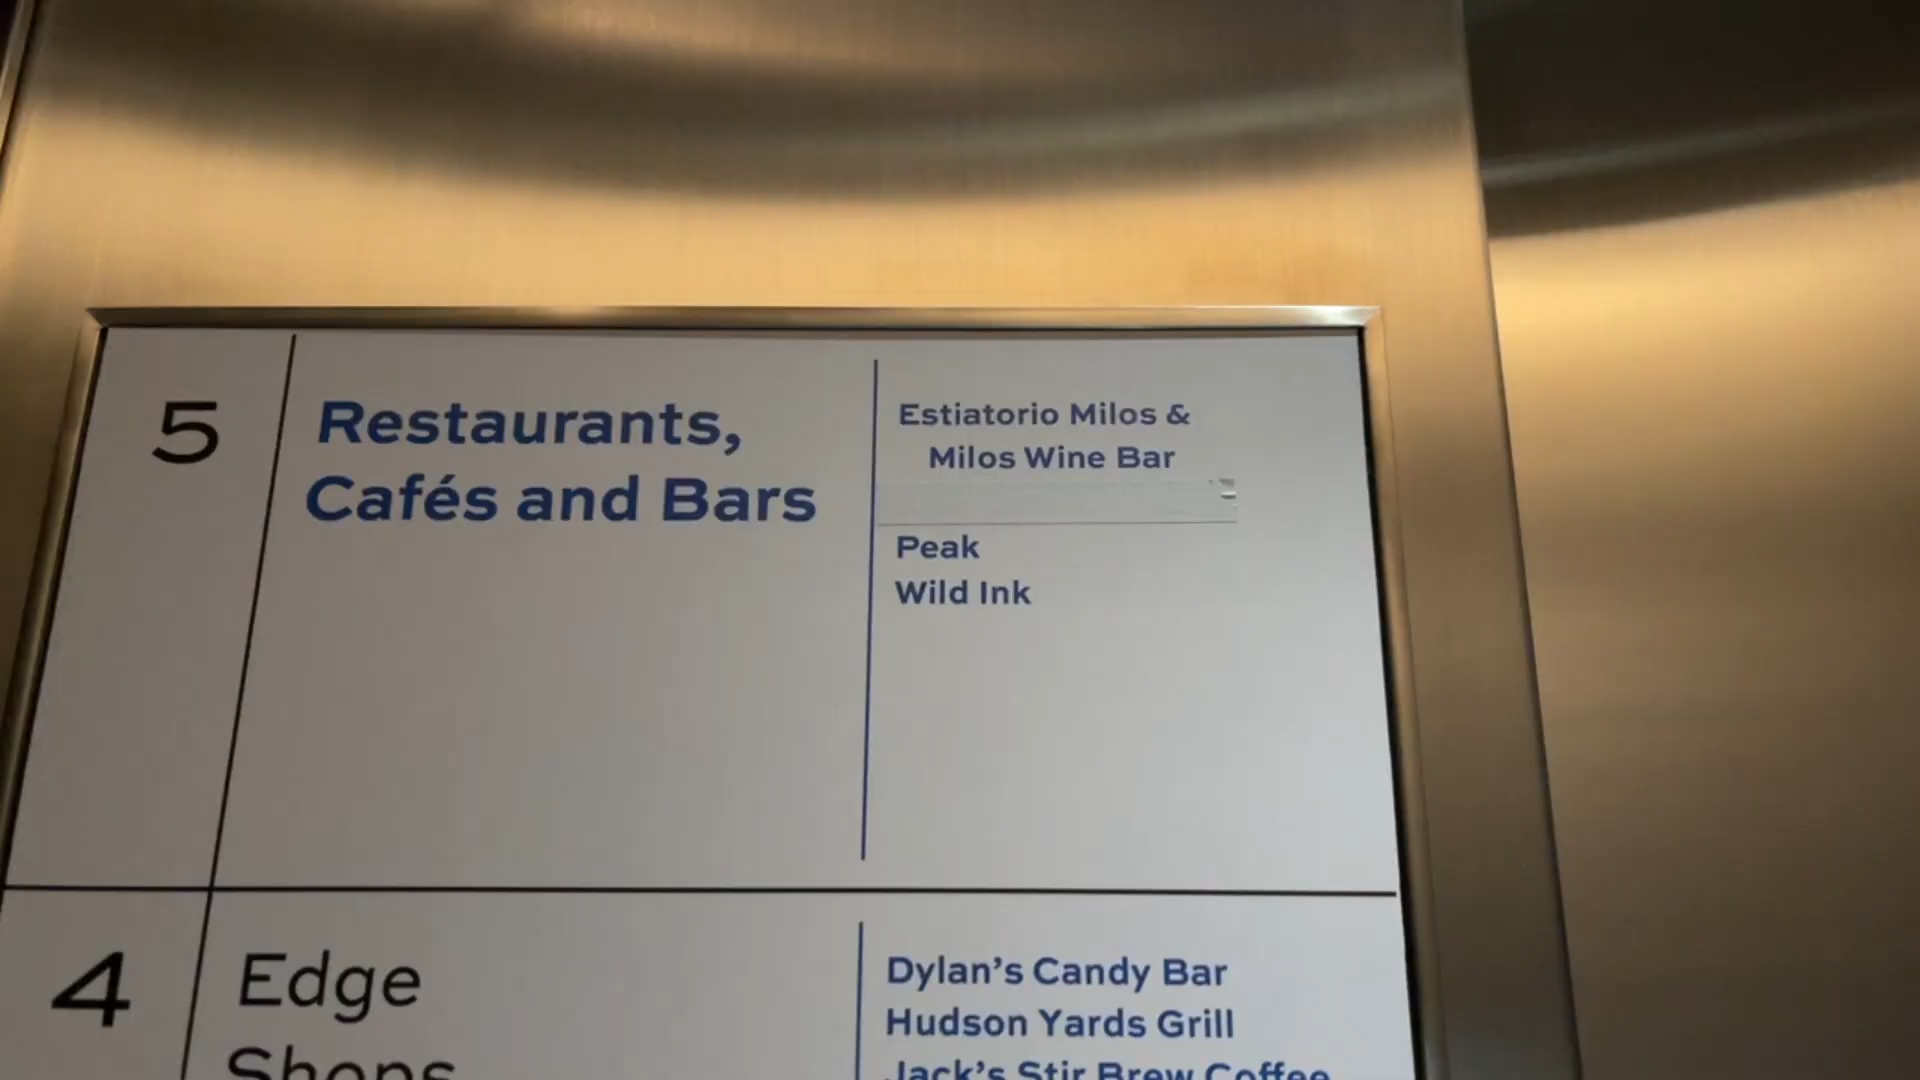 5
Restaurants,
Cafés and Bars
Estiatorio Milos &
Milos Wine Bar
Peak
Wild Ink
4
Edge
Shops
Dylan’s Candy Bar
Hudson Yards Grill
Jack’s Stir Brew Coffee